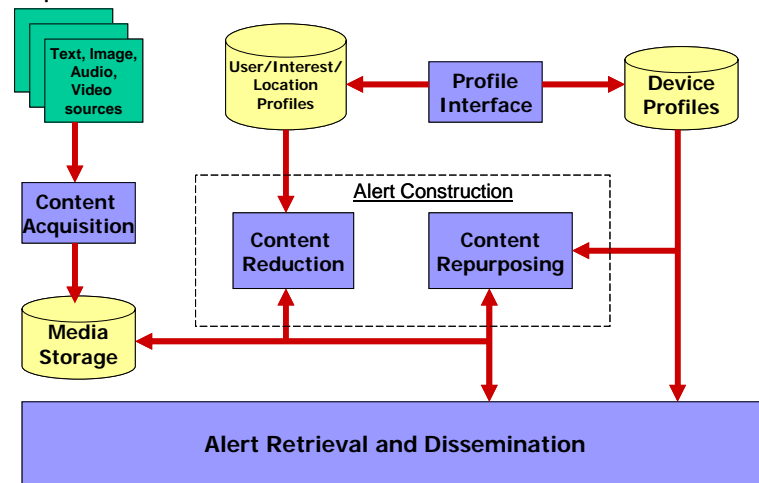 Text, Image,
Audio,
Video
sources
User/Interest/
Location
Profiles
Profile
Interface
Device
Profiles
Content
Acquisition
Alert Construction
Content
Reduction
Content
Repurposing
Media
Storage
Alert Retrieval and Dissemination